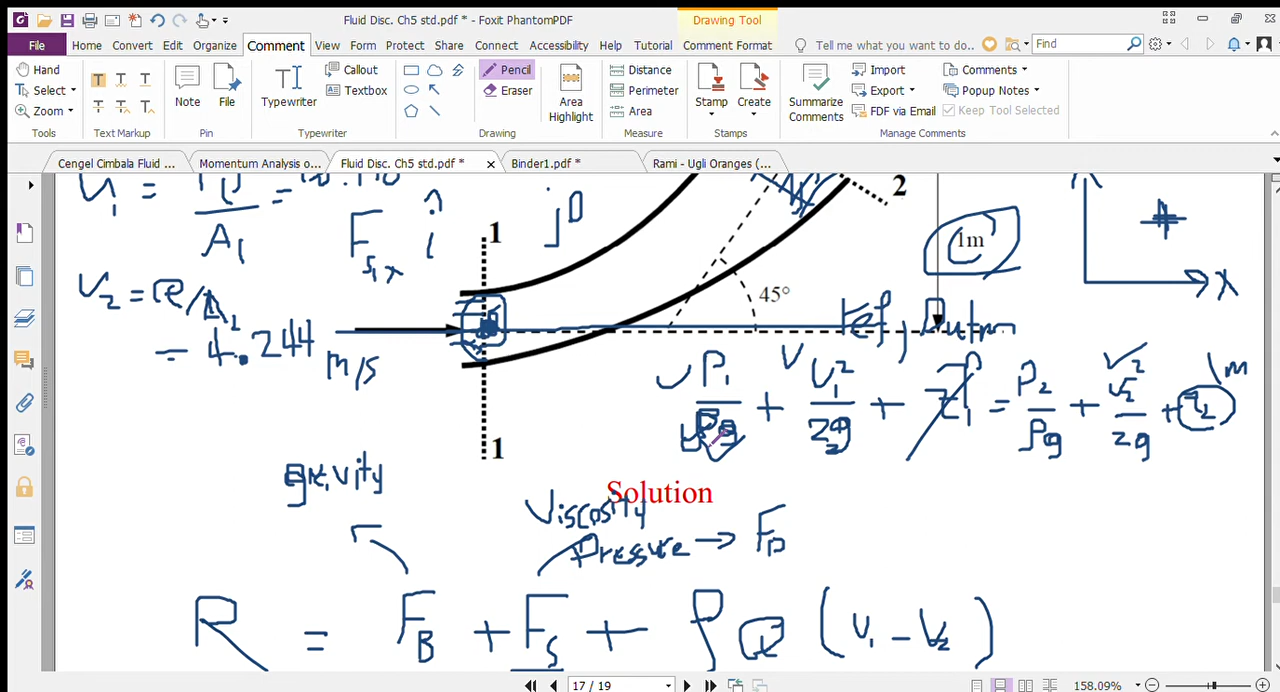 Fluid Disc. Ch5 std.pdf * - Foxit PhantomPDF
Drawing Tool
File Home Convert Edit Organize Comment View Form Protect Share Connect Accessibility Help Tutorial Comment Format Tell me what you want to do.. Find
Hand
Select
Zoom
Tools
Text Markup
Note
File
Pin
Typewriter
Callout
Textbox
Typewriter
Pencil
Eraser
Drawing
Area Highlight
Distance
Perimeter
Area
Measure
Stamp
Create
Stamps
Summarize Comments
Import
Export
FDF via Email
Comments
Popup Notes
Keep Tool Selected
Manage Comments
Cengel Cimbala Fluid ...
Momentum Analysis o...
Fluid Disc. Ch5 std.pdf *
Binder1.pdf *
Rami - Ugli Oranges (...
2
1
1m
A1
î
X
V2 =
45°
= 4.244 m/s
P1 + V1² / 2g + Z1 = P2 / ρg + V2² / 2g + Z2
1m
1
gravity
Solution
Viscosity
Pressure → Fp
R = FB + FS + ρQ (V1 - V2)
17 / 19
158.09%